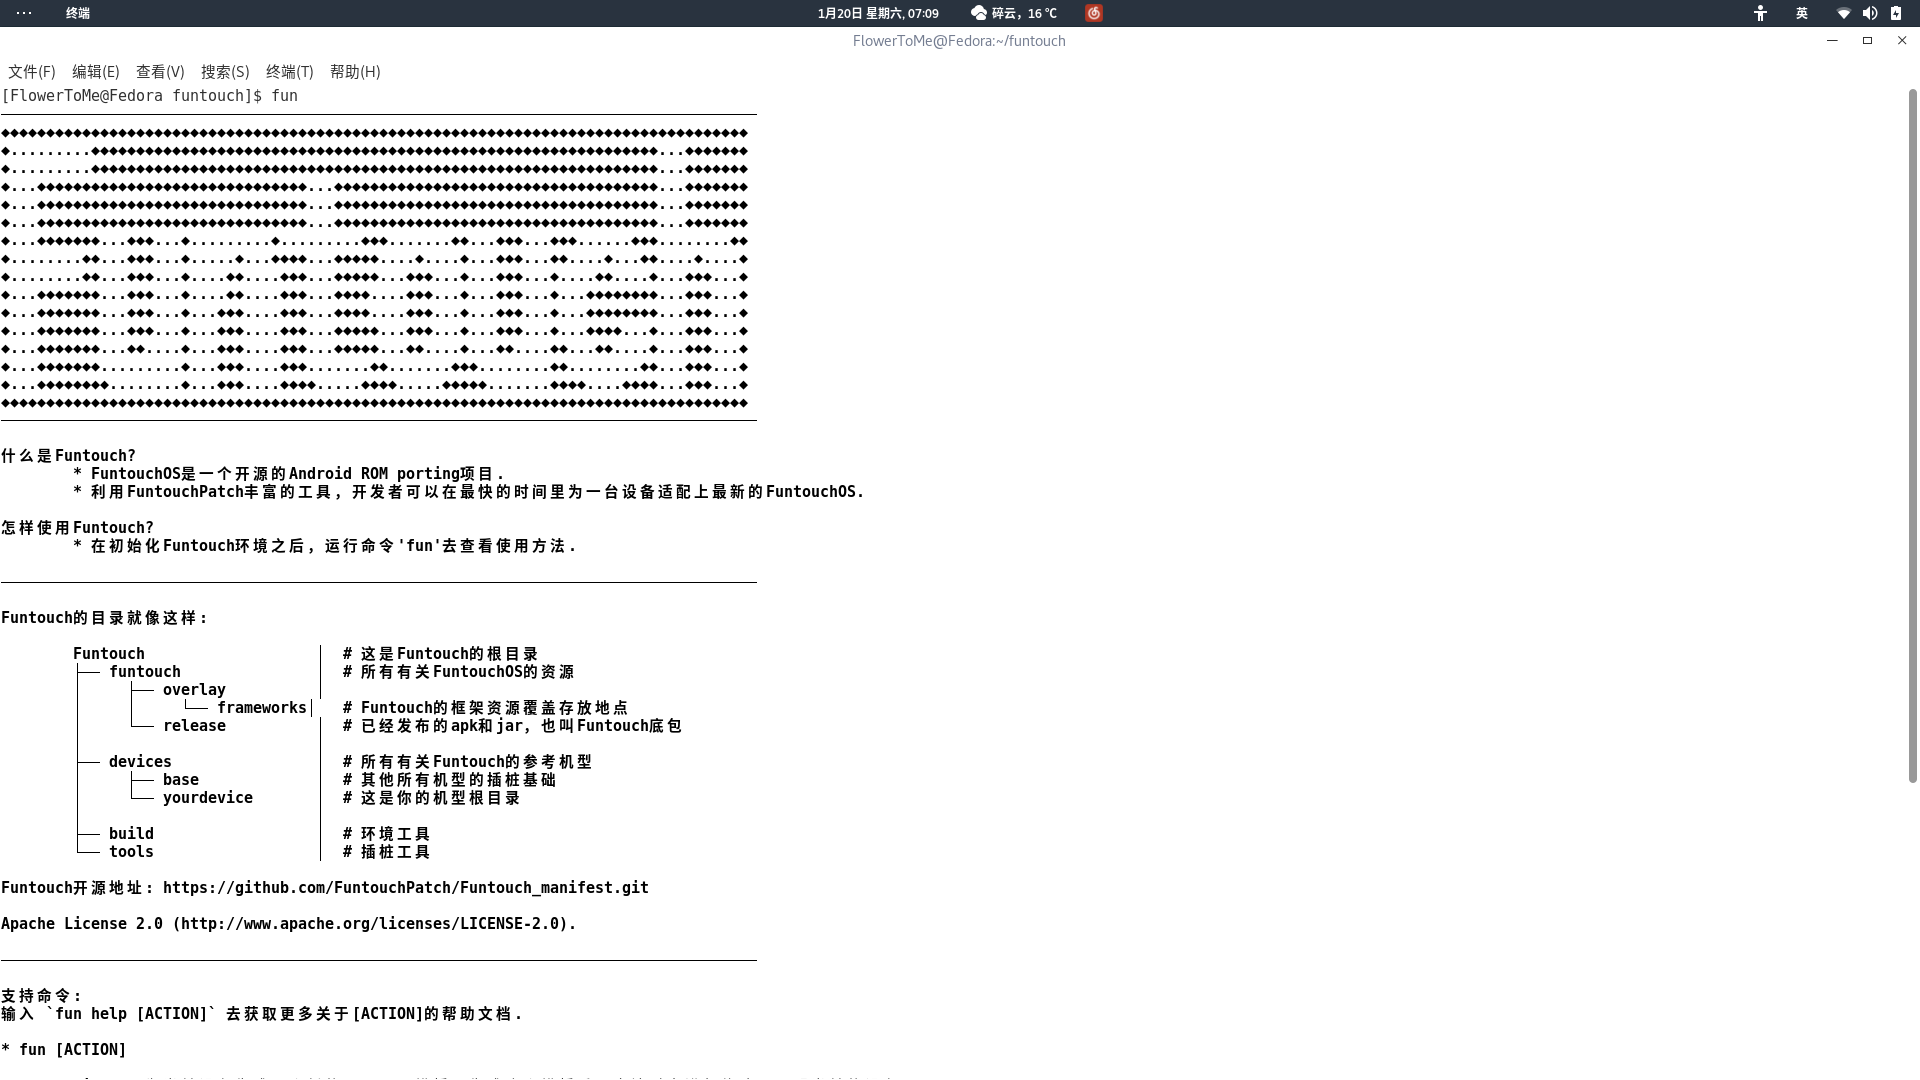 ··· 终端 1月20日 星期六, 07:09 碎云，16 ℃ 英
FlowerToMe@Fedora:~/funtouch
文件(F) 编辑(E) 查看(V) 搜索(S) 终端(T) 帮助(H)
[FlowerToMe@Fedora funtouch]$ fun
什么是Funtouch?
* FuntouchOS是一个开源的Android ROM porting项目.
* 利用FuntouchPatch丰富的工具, 开发者可以在最快的时间里为一台设备适配上最新的FuntouchOS.
怎样使用Funtouch?
* 在初始化Funtouch环境之后, 运行命令'fun'去查看使用方法.
Funtouch的目录就像这样:
Funtouch │ # 这是Funtouch的根目录
├── funtouch │ # 所有有关FuntouchOS的资源
│ ├── overlay │
│ │ └── frameworks│ # Funtouch的框架资源覆盖存放地点
│ └── release │ # 已经发布的apk和jar, 也叫Funtouch底包
├── devices │ # 所有有关Funtouch的参考机型
│ ├── base │ # 其他所有机型的插桩基础
│ └── yourdevice │ # 这是你的机型根目录
├── build │ # 环境工具
└── tools │ # 插桩工具
Funtouch开源地址: https://github.com/FuntouchPatch/Funtouch_manifest.git
Apache License 2.0 (http://www.apache.org/licenses/LICENSE-2.0).
支持命令:
输入 `fun help [ACTION]` 去获取更多关于[ACTION]的帮助文档.
* fun [ACTION]